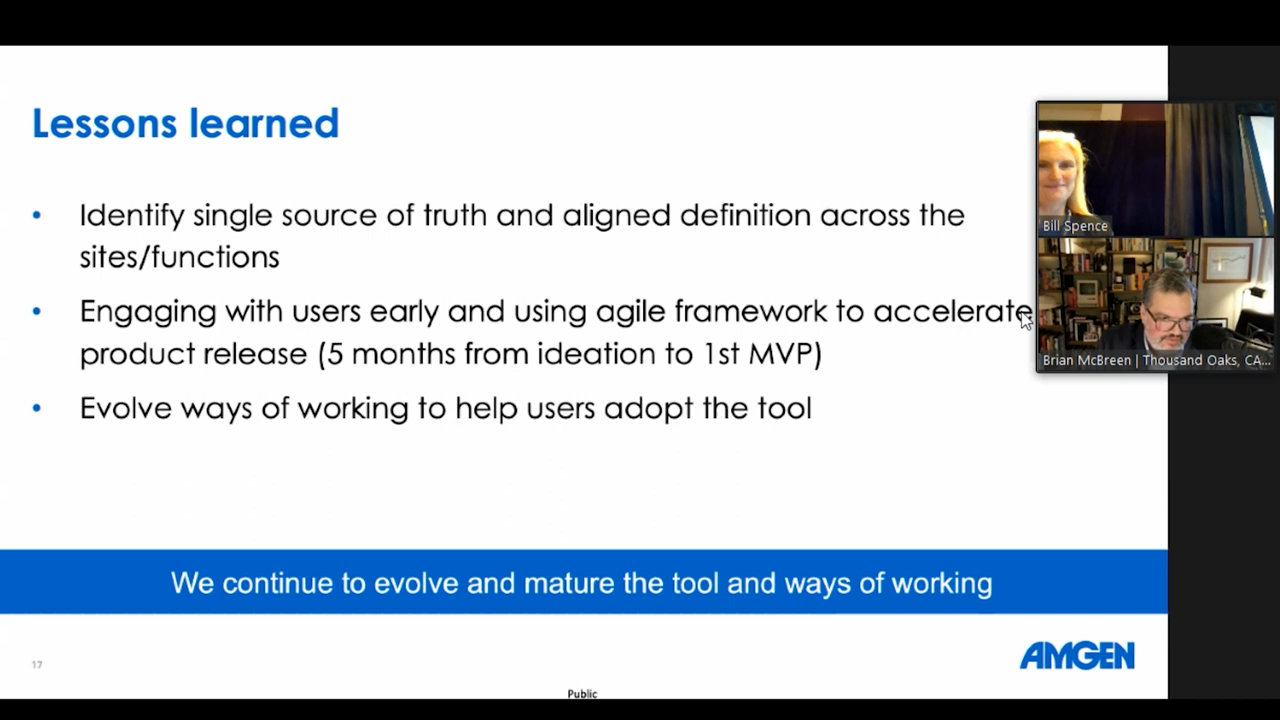 Lessons learned
• Identify single source of truth and aligned definition across the
sites/functions
• Engaging with users early and using agile framework to accelerate
product release (5 months from ideation to 1st MVP)
• Evolve ways of working to help users adopt the tool
We continue to evolve and mature the tool and ways of working
17
AMGEN
Public
Bill Spence
Brian McBreen | Thousand Oaks, CA...